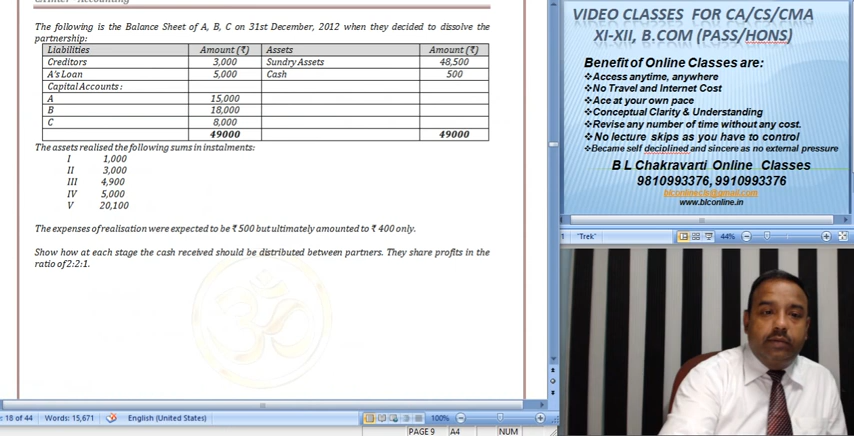 The following is the Balance Sheet of A, B, C on 31st December, 2012 when they decided to dissolve the
partnership:
Liabilities Amount (₹) Assets Amount (₹)
Creditors 3,000 Sundry Assets 48,500
A's Loan 5,000 Cash 500
Capital Accounts :
A 15,000
B 18,000
C 8,000
49000 49000
The assets realised the following sums in instalments:
I 1,000
II 3,000
III 4,900
IV 5,000
V 20,100
The expenses of realisation were expected to be ₹ 500 but ultimately amounted to ₹ 400 only.
Show how at each stage the cash received should be distributed between partners. They share profits in the
ratio of 2:2:1.
: 18 of 44 Words: 15,671 English (United States) 100%
PAGE 9 A4 NUM
VIDEO CLASSES FOR CA/CS/CMA
XI-XII, B.COM (PASS/HONS)
Benefit of Online Classes are:
❖Access anytime, anywhere
❖No Travel and Internet Cost
❖Ace at your own pace
❖Conceptual Clarity & Understanding
❖Revise any number of time without any cost.
❖No lecture skips as you have to control
❖Became self deciplined and sincere as no external pressure
B L Chakravarti Online Classes
9810993376, 9910993376
blconlinecls@gmail.com
www.blconline.in
1 "Trek" 44%